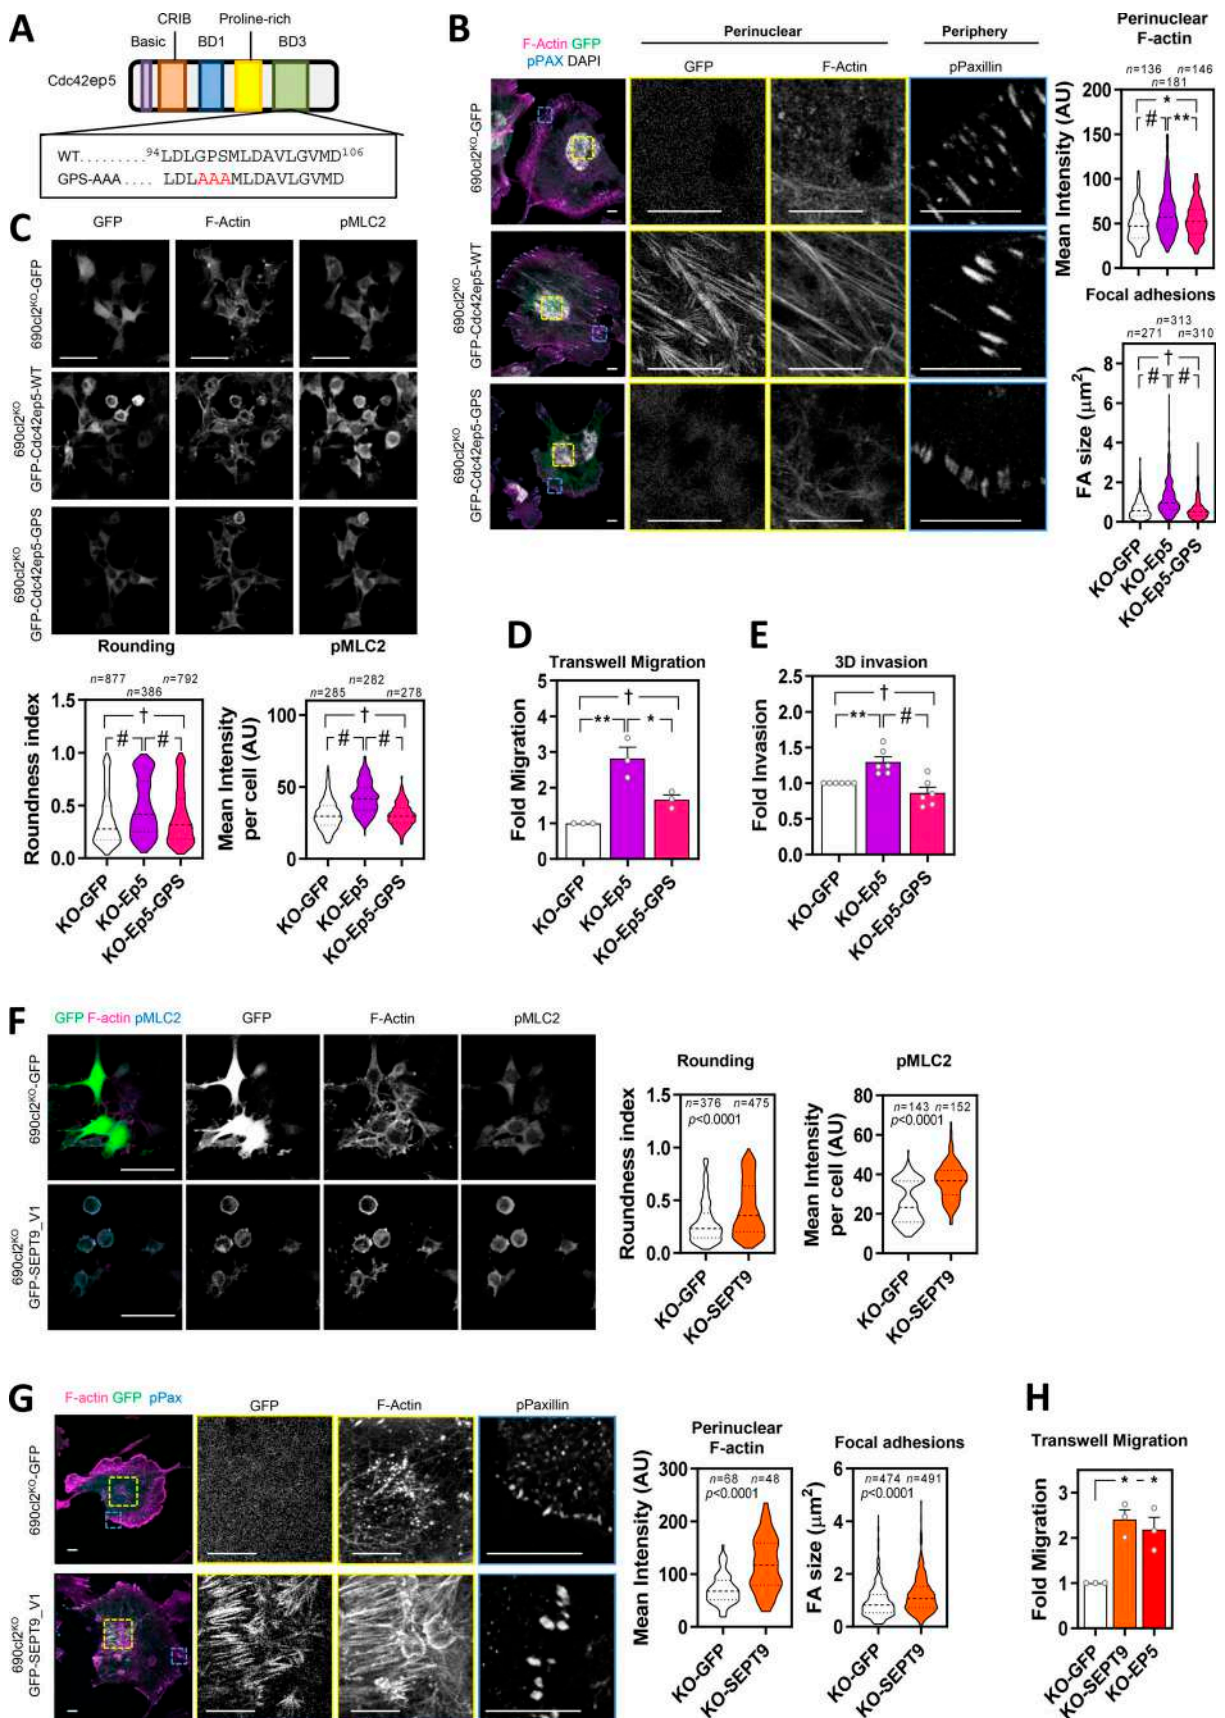 A
CRIB
Proline-rich
Basic
BD1
BD3
Cdc42ep5
WT......... 94LDLGPSMLDAVLGVMD106
GPS-AAA .... LDLAAAMLDAVLGVMD
B
F-Actin GFP
pPAX DAPI
Perinuclear
Periphery
GFP
F-Actin
pPaxillin
690cl2KO-GFP
690cl2KO
GFP-Cdc42ep5-WT
690cl2KO
GFP-Cdc42ep5-GPS
Perinuclear
F-actin
n=136
n=146
n=181
*
#
**
Mean Intensity (AU)
200
150
100
50
0
Focal adhesions
n=313
n=271
n=310
†
#
#
FA size (μm2)
8
6
4
2
0
KO-GFP
KO-Ep5
KO-Ep5-GPS
C
GFP
F-Actin
pMLC2
690cl2KO-GFP
690cl2KO
GFP-Cdc42ep5-WT
690cl2KO
GFP-Cdc42ep5-GPS
Rounding
n=877
n=792
n=386
†
#
#
Roundness index
1.5
1.0
0.5
0.0
KO-GFP
KO-Ep5
KO-Ep5-GPS
pMLC2
n=282
n=285
n=278
†
#
#
Mean Intensity
per cell (AU)
100
50
0
KO-GFP
KO-Ep5
KO-Ep5-GPS
D
Transwell Migration
Fold Migration
5
4
3
2
1
0
†
**
*
KO-GFP
KO-Ep5
KO-Ep5-GPS
E
3D invasion
Fold Invasion
2.5
2.0
1.5
1.0
0.5
0.0
†
**
#
KO-GFP
KO-Ep5
KO-Ep5-GPS
F
GFP F-actin pMLC2
GFP
F-Actin
pMLC2
690cl2KO-GFP
690cl2KO
GFP-SEPT9_V1
Rounding
n=376 n=475
p<0.0001
Roundness index
1.5
1.0
0.5
0.0
KO-GFP
KO-SEPT9
pMLC2
n=143 n=152
p<0.0001
Mean Intensity
per cell (AU)
80
60
40
20
0
KO-GFP
KO-SEPT9
G
F-actin GFP pPax
GFP
F-Actin
pPaxillin
690cl2KO-GFP
690cl2KO
GFP-SEPT9_V1
Perinuclear
F-actin
n=68 n=48
p<0.0001
Mean Intensity (AU)
300
200
100
0
KO-GFP
KO-SEPT9
Focal adhesions
n=474 n=491
p<0.0001
FA size (μm2)
6
4
2
0
KO-GFP
KO-SEPT9
H
Transwell Migration
Fold Migration
3
2
1
0
* *
KO-GFP
KO-SEPT9
KO-EP5